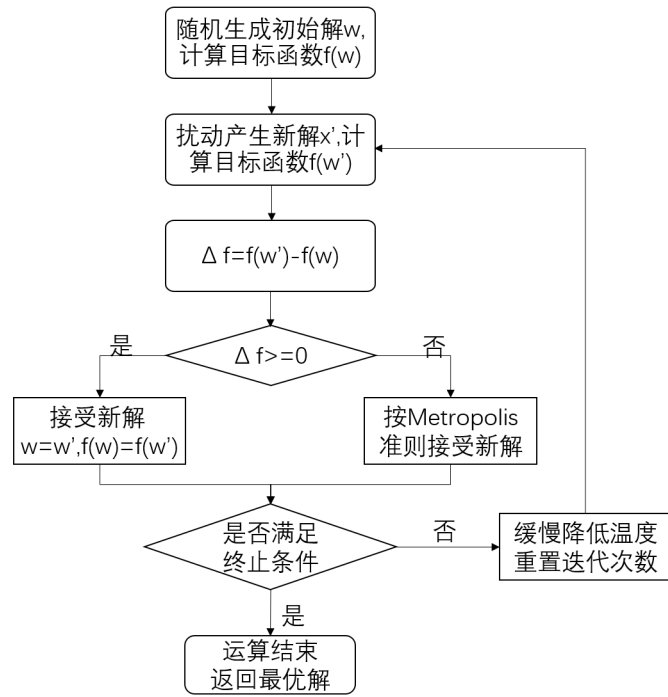 随机生成初始解w,
计算目标函数f(w)
扰动产生新解x’,计
算目标函数f(w’)
Δ f=f(w’)-f(w)
是
Δ f>=0
否
接受新解
w=w’,f(w)=f(w’)
按Metropolis
准则接受新解
是否满足
终止条件
否
缓慢降低温度
重置迭代次数
是
运算结束
返回最优解